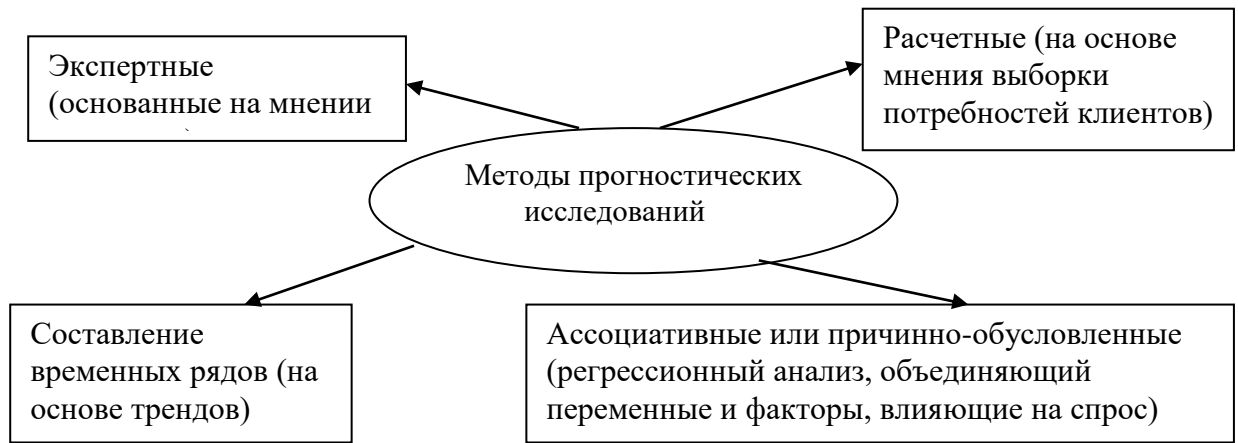 Экспертные
(основанные на мнении
Расчетные (на основе
мнения выборки
потребностей клиентов)
Методы прогностических
исследований
Составление
временных рядов (на
основе трендов)
Ассоциативные или причинно-обусловленные
(регрессионный анализ, объединяющий
переменные и факторы, влияющие на спрос)